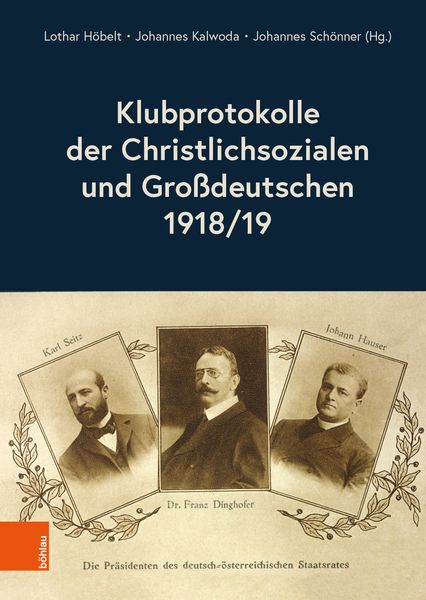 Lothar Höbelt • Johannes Kalwoda • Johannes Schönner (Hg.)
Klubprotokolle
der Christlichsozialen
und Großdeutschen
1918/19
Karl Seitz
Johann Hauser
Dr. Franz Dinghofer
Die Präsidenten des deutsch-österreichischen Staatsrates
böhlau